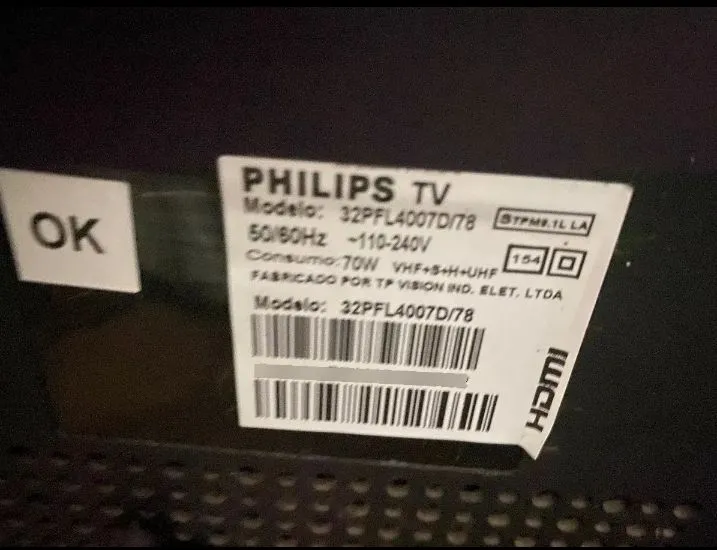 OK
PHILIPS TV
Modelo: 32PFL4007D/78 STPM9.1L LA
50/60Hz ~110-240V
Consumo: 70W VHF+S+H+UHF 154
FABRICADO POR TP VISION IND. ELET. LTDA
Modelo: 32PFL4007D/78
HDMI